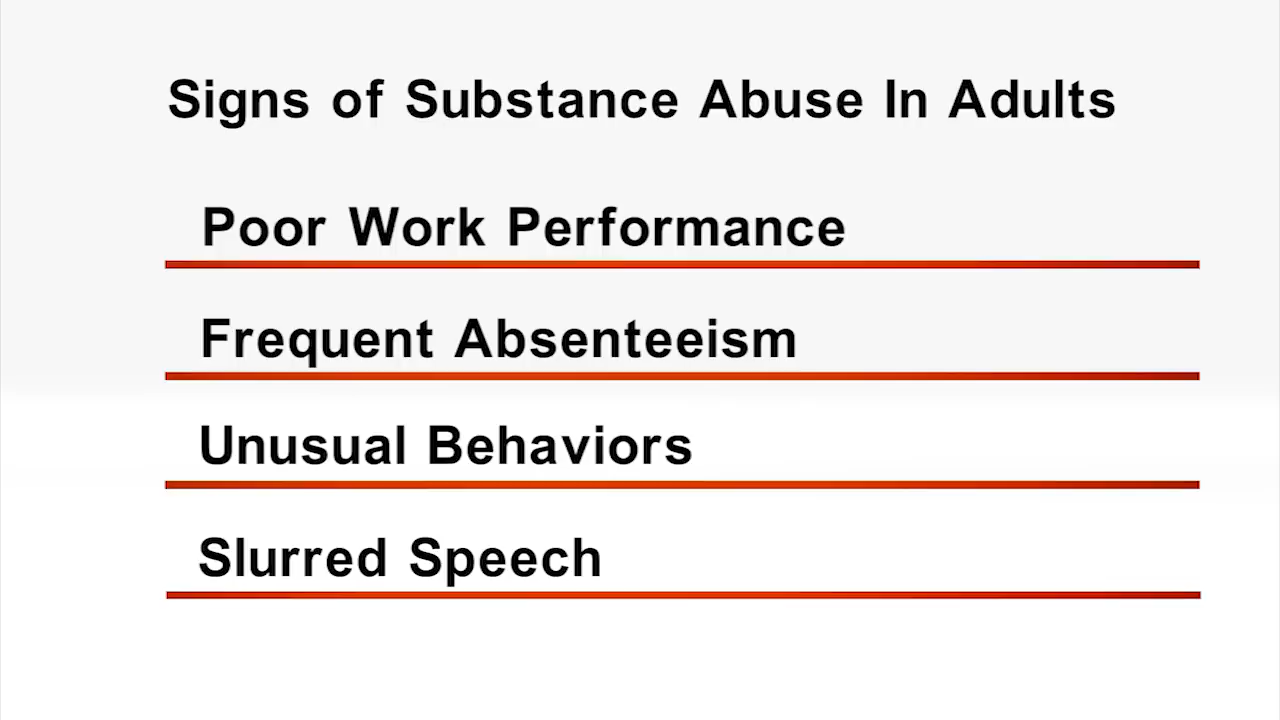 Signs of Substance Abuse In Adults
Poor Work Performance
Frequent Absenteeism
Unusual Behaviors
Slurred Speech